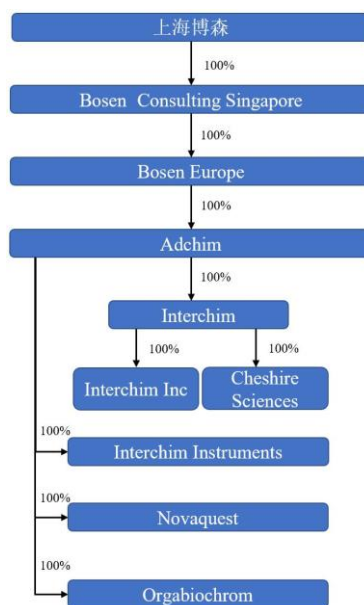 上海博森
100%
Bosen Consulting Singapore
100%
Bosen Europe
100%
Adchim
100%
Interchim
100%
100%
Interchim Inc
Cheshire
Sciences
100%
Interchim Instruments
100%
Novaquest
100%
Orgabiochrom